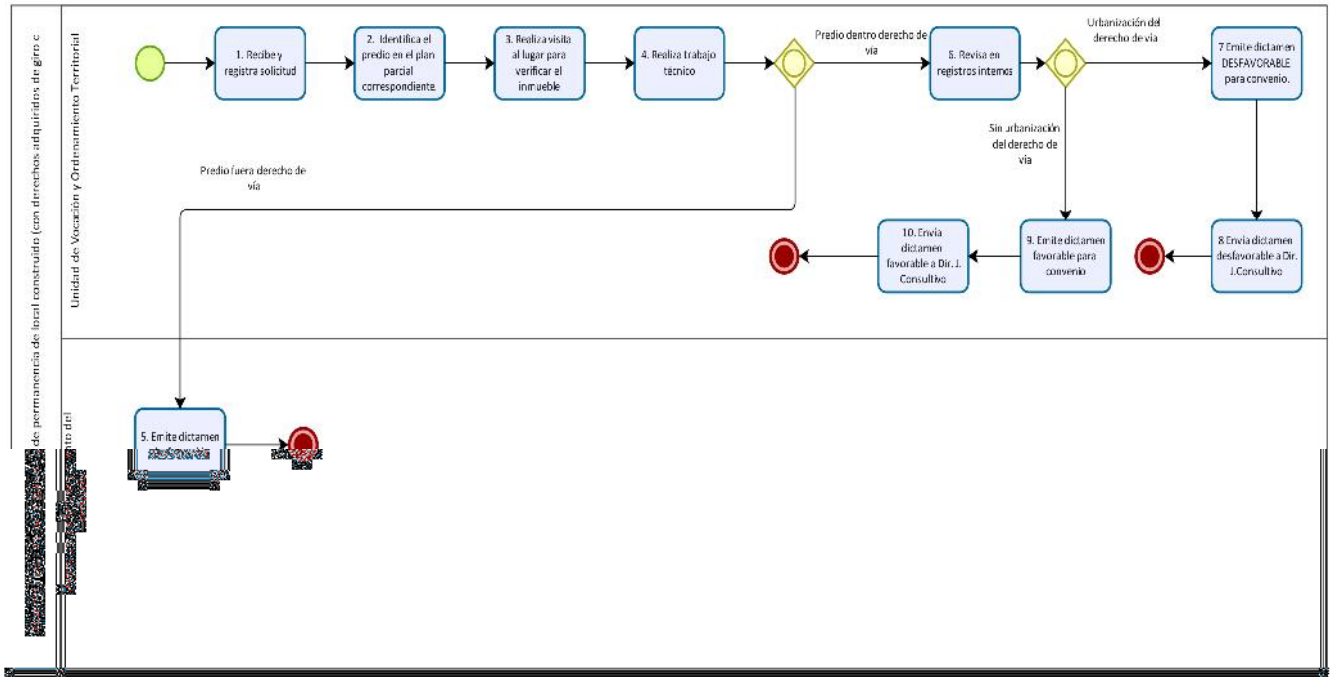 de permanencia de local construido (con derechos adquiridos de giro c
Unidad de Vocación y Ordenamiento Territorial
1. Recibe y
registra solicitud
2. Identifica el
predio en el plan
parcial
correspondiente.
3. Realiza visita
al lugar para
verificar el
inmueble
4. Realiza trabajo
técnico
Predio dentro derecho de
vía
6. Revisa en
registros internos
Urbanización del
derecho de vía
7 Emite dictamen
DESFAVORABLE
para convenio.
Sin urbanización
del derecho de
vía
Predio fuera derecho de
vía
10. Envia
dictamen
favorable a Dir. J.
Consultivo
9. Emite dictamen
favorable para
convenio
8 Envia dictamen
desfavorable a Dir.
J.Consultivo
5. Emite dictamen